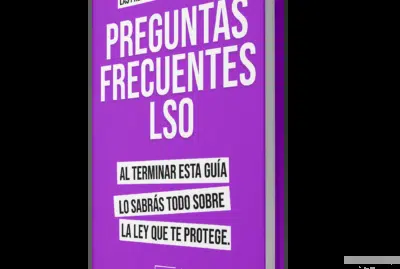 PREGUNTAS
FRECUENTES
LSO
AL TERMINAR ESTA GUÍA
LO SABRÁS TODO SOBRE
LA LEY QUE TE PROTEGE.